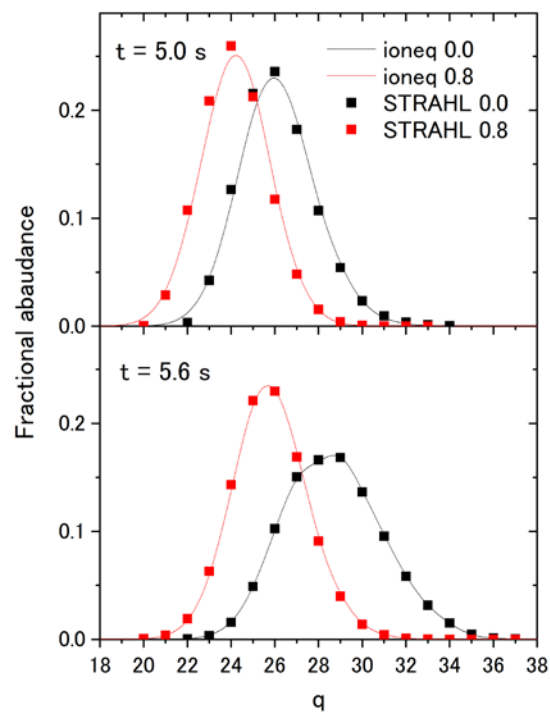 t = 5.0 s
ioneq 0.0
ioneq 0.8
STRAHL 0.0
STRAHL 0.8
0.2
0.1
0.0
Fractional abaudance
t = 5.6 s
0.2
0.1
0.0
18 20 22 24 26 28 30 32 34 36 38
q